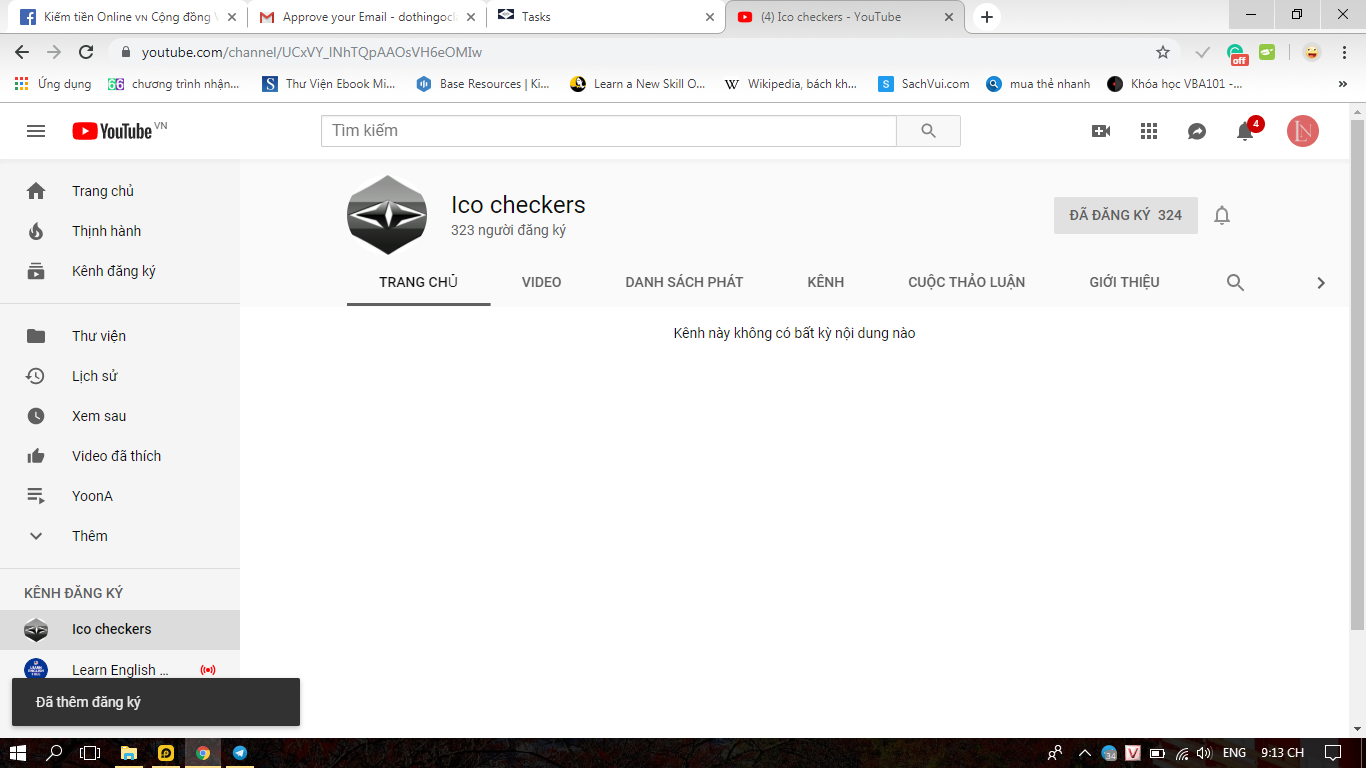 Kiếm tiền Online VN Cộng đồng V
Approve your Email - dothingocla
Tasks
(4) Ico checkers - YouTube
youtube.com/channel/UCxVY_lNhTQpAAOsVH6eOMIw
off
Ứng dụng
chương trình nhận...
Thư Viện Ebook Mi...
Base Resources | Ki...
Learn a New Skill O...
Wikipedia, bách kh...
SachVui.com
mua thẻ nhanh
Khóa học VBA101 -...
YouTube VN
Tìm kiếm
4
LN
Trang chủ
Thịnh hành
Kênh đăng ký
Thư viện
Lịch sử
Xem sau
Video đã thích
YoonA
Thêm
KÊNH ĐĂNG KÝ
Ico checkers
Learn English ...
Đã thêm đăng ký
Ico checkers
323 người đăng ký
ĐÃ ĐĂNG KÝ 324
TRANG CHỦ
VIDEO
DANH SÁCH PHÁT
KÊNH
CUỘC THẢO LUẬN
GIỚI THIỆU
Kênh này không có bất kỳ nội dung nào
34
V
ENG
9:13 CH